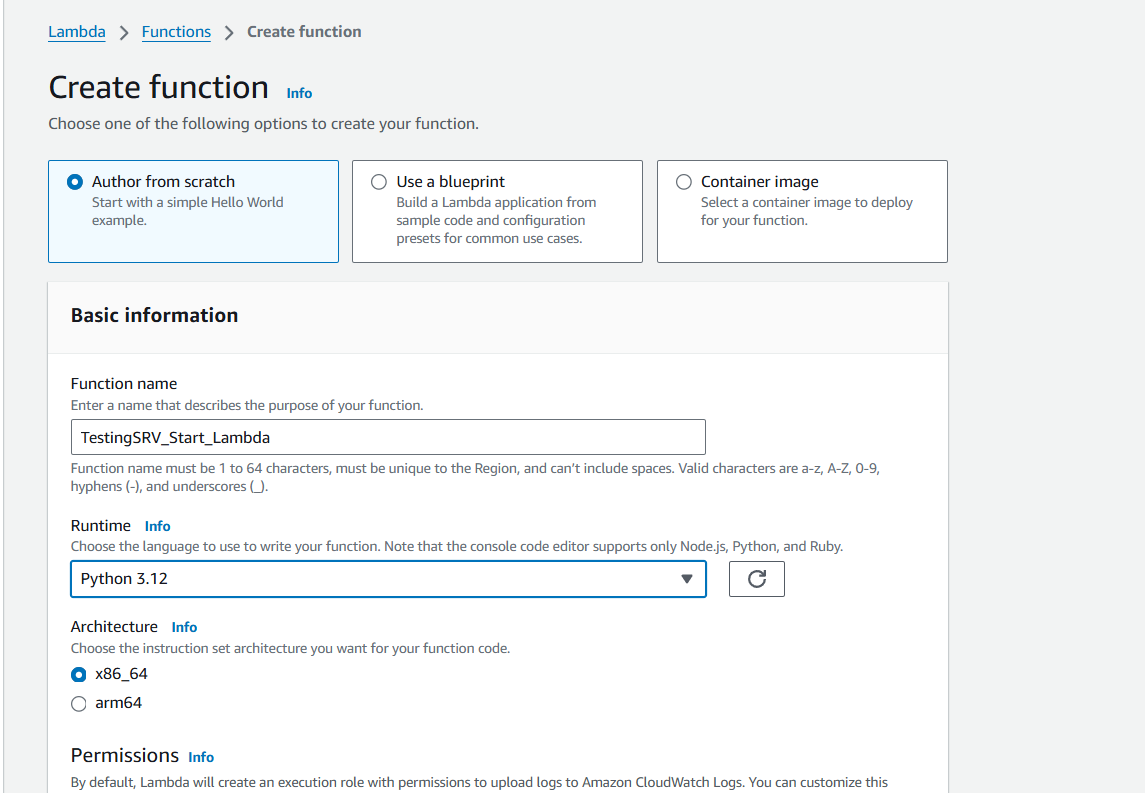 Lambda > Functions > Create function
Create function Info
Choose one of the following options to create your function.
Author from scratch
Start with a simple Hello World
example.
Use a blueprint
Build a Lambda application from
sample code and configuration
presets for common use cases.
Container image
Select a container image to deploy
for your function.
Basic information
Function name
Enter a name that describes the purpose of your function.
TestingSRV_Start_Lambda
Function name must be 1 to 64 characters, must be unique to the Region, and can't include spaces. Valid characters are a-z, A-Z, 0-9,
hyphens (-), and underscores (_).
Runtime Info
Choose the language to use to write your function. Note that the console code editor supports only Node.js, Python, and Ruby.
Python 3.12
Architecture Info
Choose the instruction set architecture you want for your function code.
x86_64
arm64
Permissions Info
By default, Lambda will create an execution role with permissions to upload logs to Amazon CloudWatch Logs. You can customize this